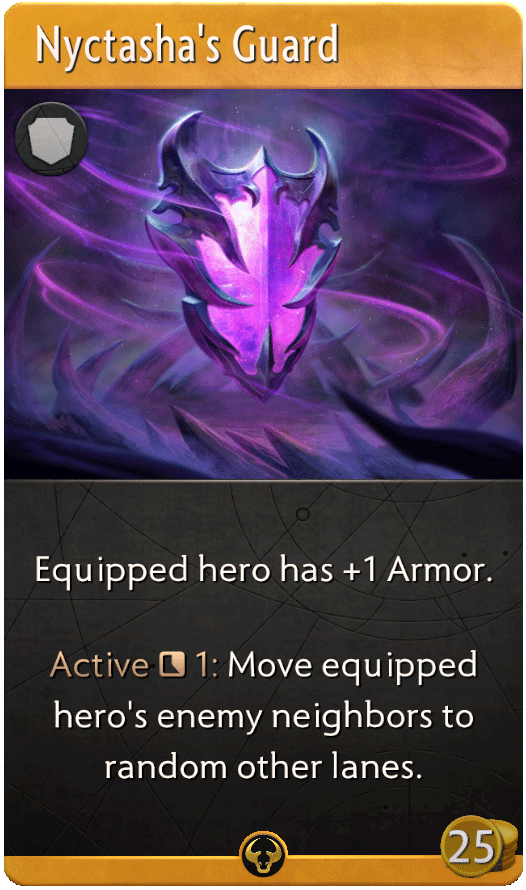 Nyctasha's Guard
Equipped hero has +1 Armor.
Active 1: Move equipped
hero's enemy neighbors to
random other lanes.
25